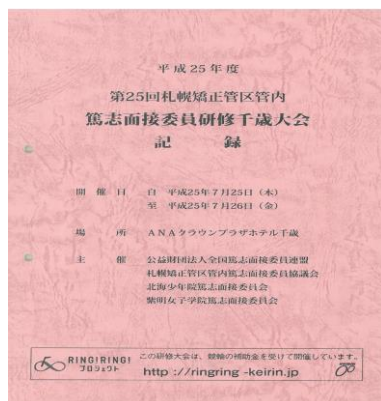 平成25年度
第25回札幌矯正管区管内
篤志面接委員研修千歳大会
記　録
開催日　自　平成25年7月25日（木）
至　平成25年7月26日（金）
場　所　ANAクラウンプラザホテル千歳
主　催　公益財団法人全国篤志面接委員連盟
札幌矯正管区管内篤志面接委員協議会
北海少年院篤志面接委員会
紫明女子学院篤志面接委員会
RING!RING!
プロジェクト
この研修大会は、競輪の補助金を受けて開催しています。
http ://ringring -keirin.jp